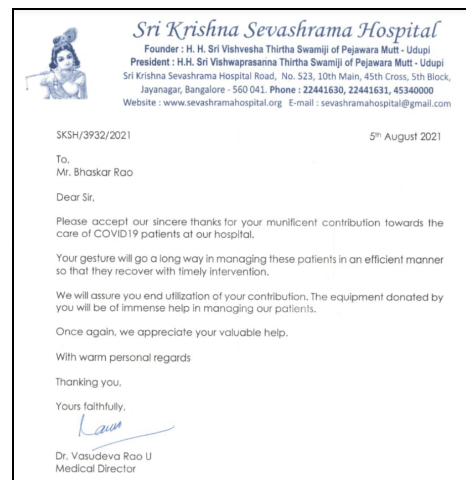 Sri Krishna Sevashrama Hospital
Founder : H. H. Sri Vishvesha Thirtha Swamiji of Pejawara Mutt - Udupi
President : H.H. Sri Vishwaprasanna Thirtha Swamiji of Pejawara Mutt - Udupi
Sri Krishna Sevashrama Hospital Road, No. 523, 10th Main, 45th Cross, 5th Block,
Jayanagar, Bangalore - 560 041. Phone : 22441630, 22441631, 45340000
Website : www.sevashramahospital.org E-mail : sevashramahospital@gmail.com
SKSH/3932/2021 5th August 2021
To,
Mr. Bhaskar Rao
Dear Sir,
Please accept our sincere thanks for your munificent contribution towards the
care of COVID19 patients at our hospital.
Your gesture will go a long way in managing these patients in an efficient manner
so that they recover with timely intervention.
We will assure you end utilization of your contribution. The equipment donated by
you will be of immense help in managing our patients.
Once again, we appreciate your valuable help.
With warm personal regards
Thanking you,
Yours faithfully,
Dr. Vasudeva Rao U
Medical Director